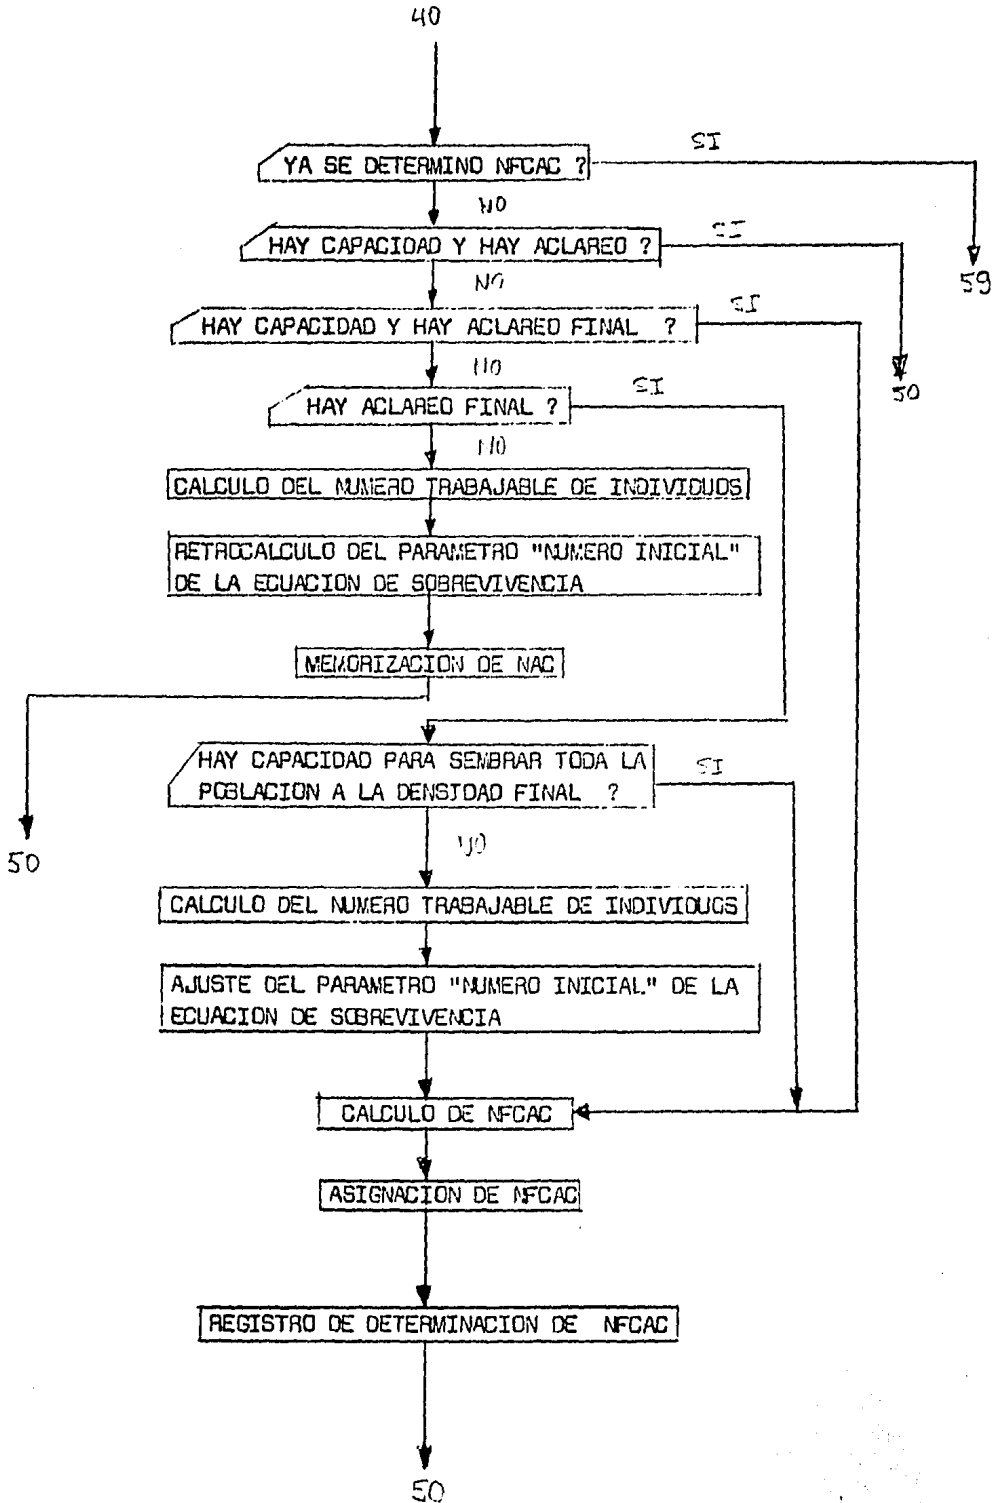 40
SI
YA SE DETERMINO NFCAC ?
NO
SI
HAY CAPACIDAD Y HAY ACLAREO ?
59
NO
SI
HAY CAPACIDAD Y HAY ACLAREO FINAL ?
NO
50
SI
HAY ACLAREO FINAL ?
NO
CALCULO DEL NUMERO TRABAJABLE DE INDIVIDUOS
RETROCALCULO DEL PARAMETRO "NUMERO INICIAL"
DE LA ECUACION DE SOBREVIVENCIA
MEMORIZACION DE NAC
HAY CAPACIDAD PARA SEMBRAR TODA LA
SI
POBLACION A LA DENSIDAD FINAL ?
NO
50
CALCULO DEL NUMERO TRABAJABLE DE INDIVIDUOS
AJUSTE DEL PARAMETRO "NUMERO INICIAL" DE LA
ECUACION DE SOBREVIVENCIA
CALCULO DE NFCAC
ASIGNACION DE NFCAC
REGISTRO DE DETERMINACION DE NFCAC
50